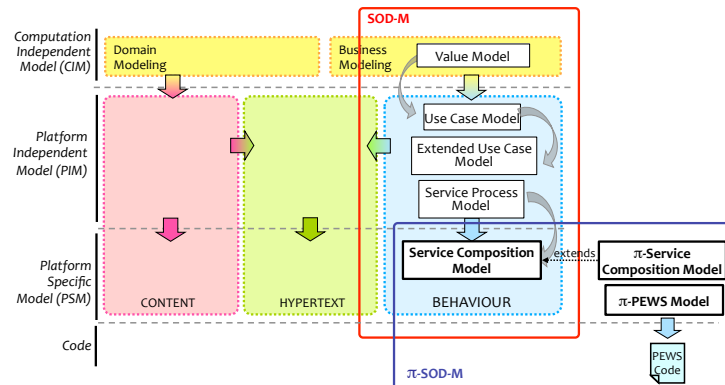 SOD-M
Computation
Independent
Model (CIM)
Domain
Modeling
Business
Modeling
Value Model
Platform
Independent
Model (PIM)
Use Case Model
Extended Use Case
Model
Service Process
Model
Platform
Specific
Model (PSM)
Service Composition
Model
extends
π-Service
Composition Model
π-PEWS Model
CONTENT
HYPERTEXT
BEHAVIOUR
Code
PEWS
Code
π-SOD-M